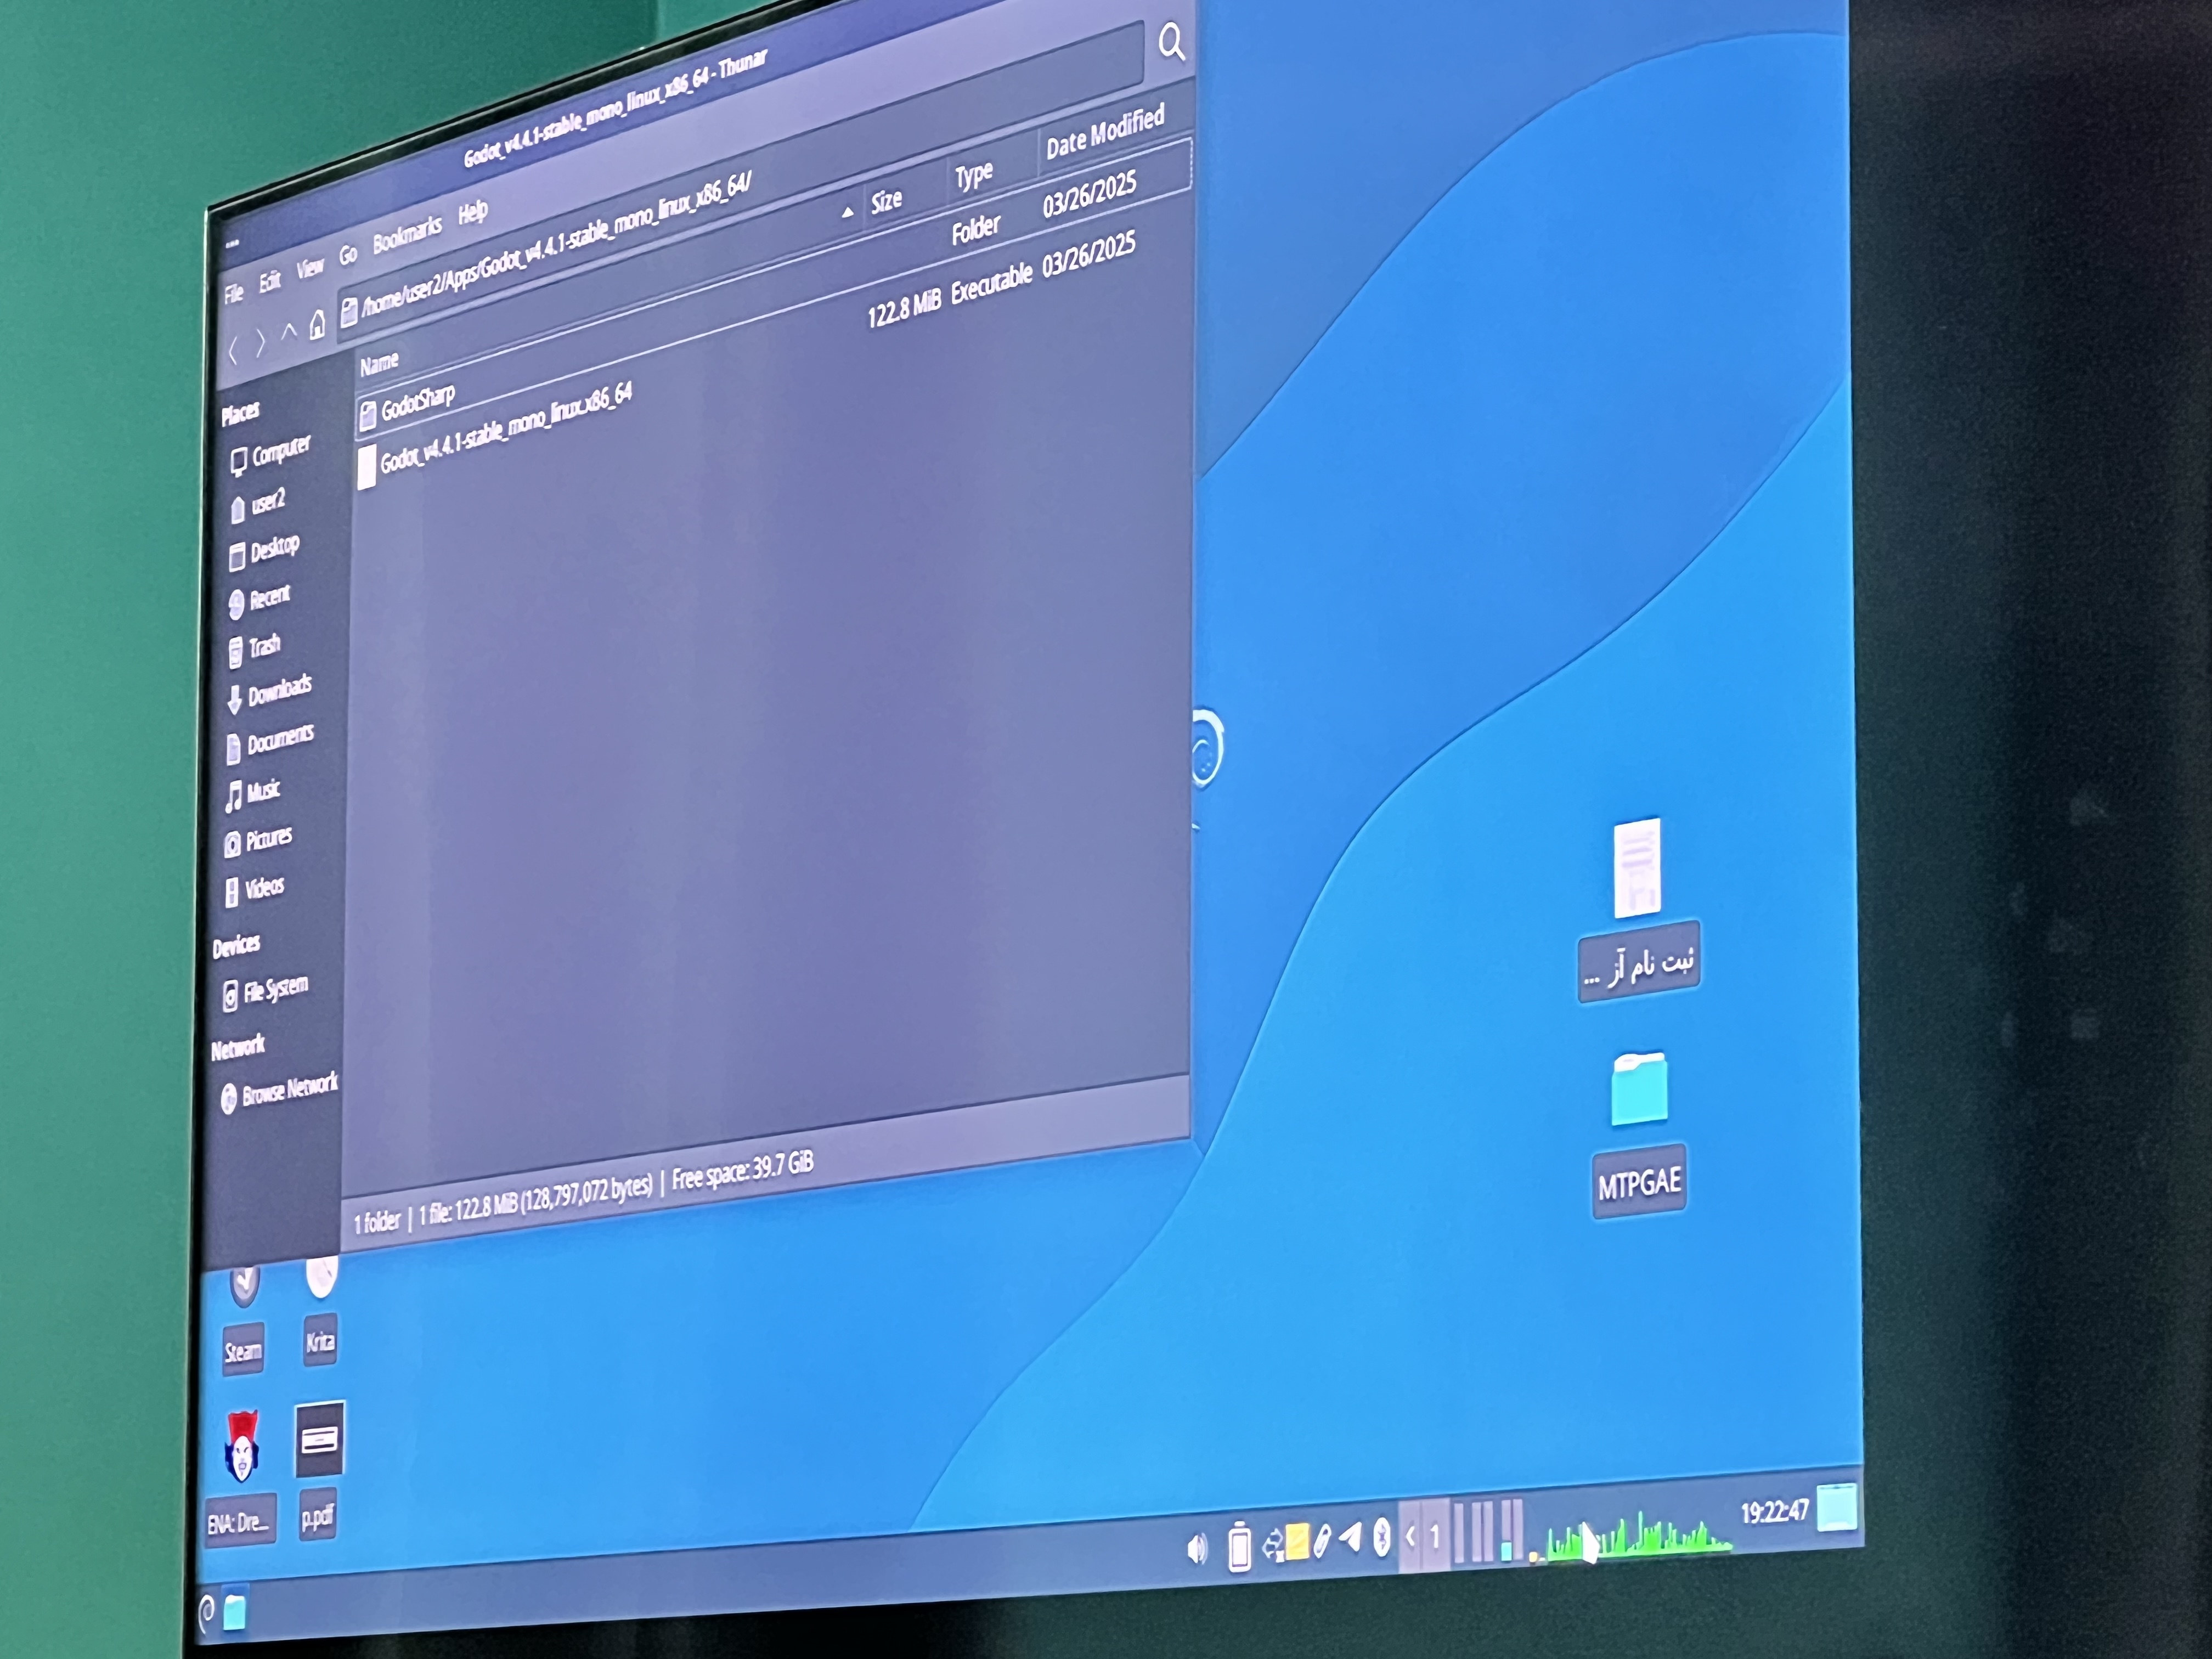 Godot_v4.4.1-stable_mono_linux_x86_64 - Thunar
File Edit View Go Bookmarks Help
/home/user2/Apps/Godot_v4.4.1-stable_mono_linux_x86_64/
Name Size Type Date Modified
GodotSharp Folder 03/26/2025
Godot_v4.4.1-stable_mono_linux.x86_64 122.8 MiB Executable 03/26/2025
Places
Computer
user2
Desktop
Recent
Trash
Downloads
Documents
Music
Pictures
Videos
Devices
File System
Network
Browse Network
1 folder | 1 file: 122.8 MiB (128,797,072 bytes) | Free space: 39.7 GiB
ثبت نام آز ...
MTPGAE
Steam Krita
ENA: Dre... p.pdf
1 19:22:47